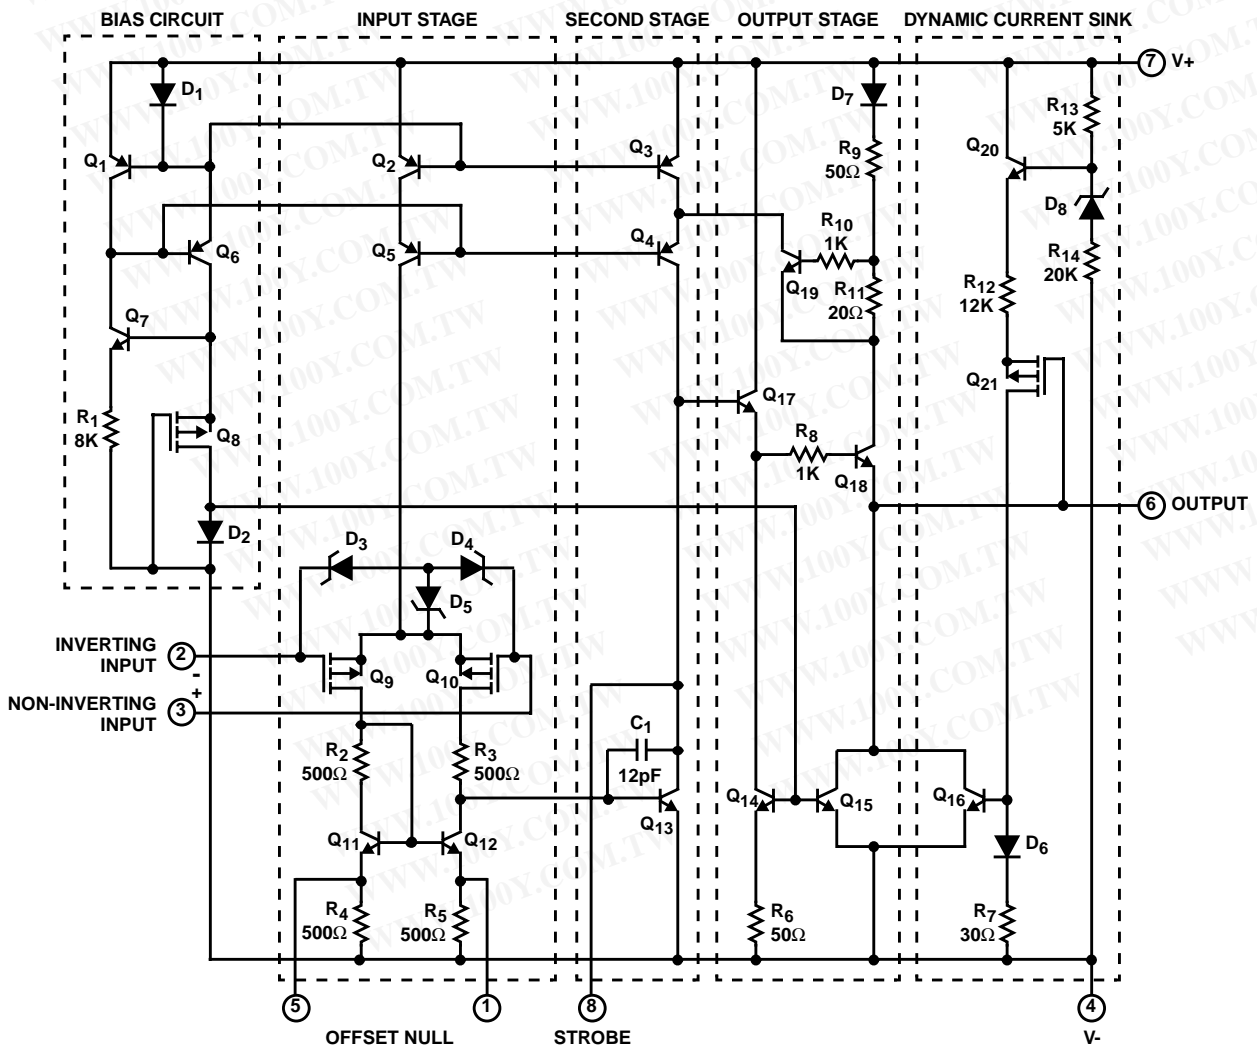 BIAS CIRCUIT
INPUT STAGE
SECOND STAGE
OUTPUT STAGE
DYNAMIC CURRENT SINK
7 V+
D1
D7
R13
5K
Q1
Q2
Q3
R9
50Ω
Q20
D8
Q6
Q5
Q4
R10
1K
R14
20K
Q19
R11
20Ω
R12
12K
Q7
Q21
R1
8K
Q8
Q17
R8
1K
Q18
6 OUTPUT
D2
D3
D4
D5
INVERTING
INPUT
2
-
Q9
Q10
+
NON-INVERTING
INPUT
3
R2
500Ω
R3
500Ω
C1
12pF
Q14
Q15
Q16
Q13
Q11
Q12
D6
R4
500Ω
R5
500Ω
R6
50Ω
R7
30Ω
5
1
8
4
OFFSET NULL
STROBE
V-
WWW.100Y.COM.TW